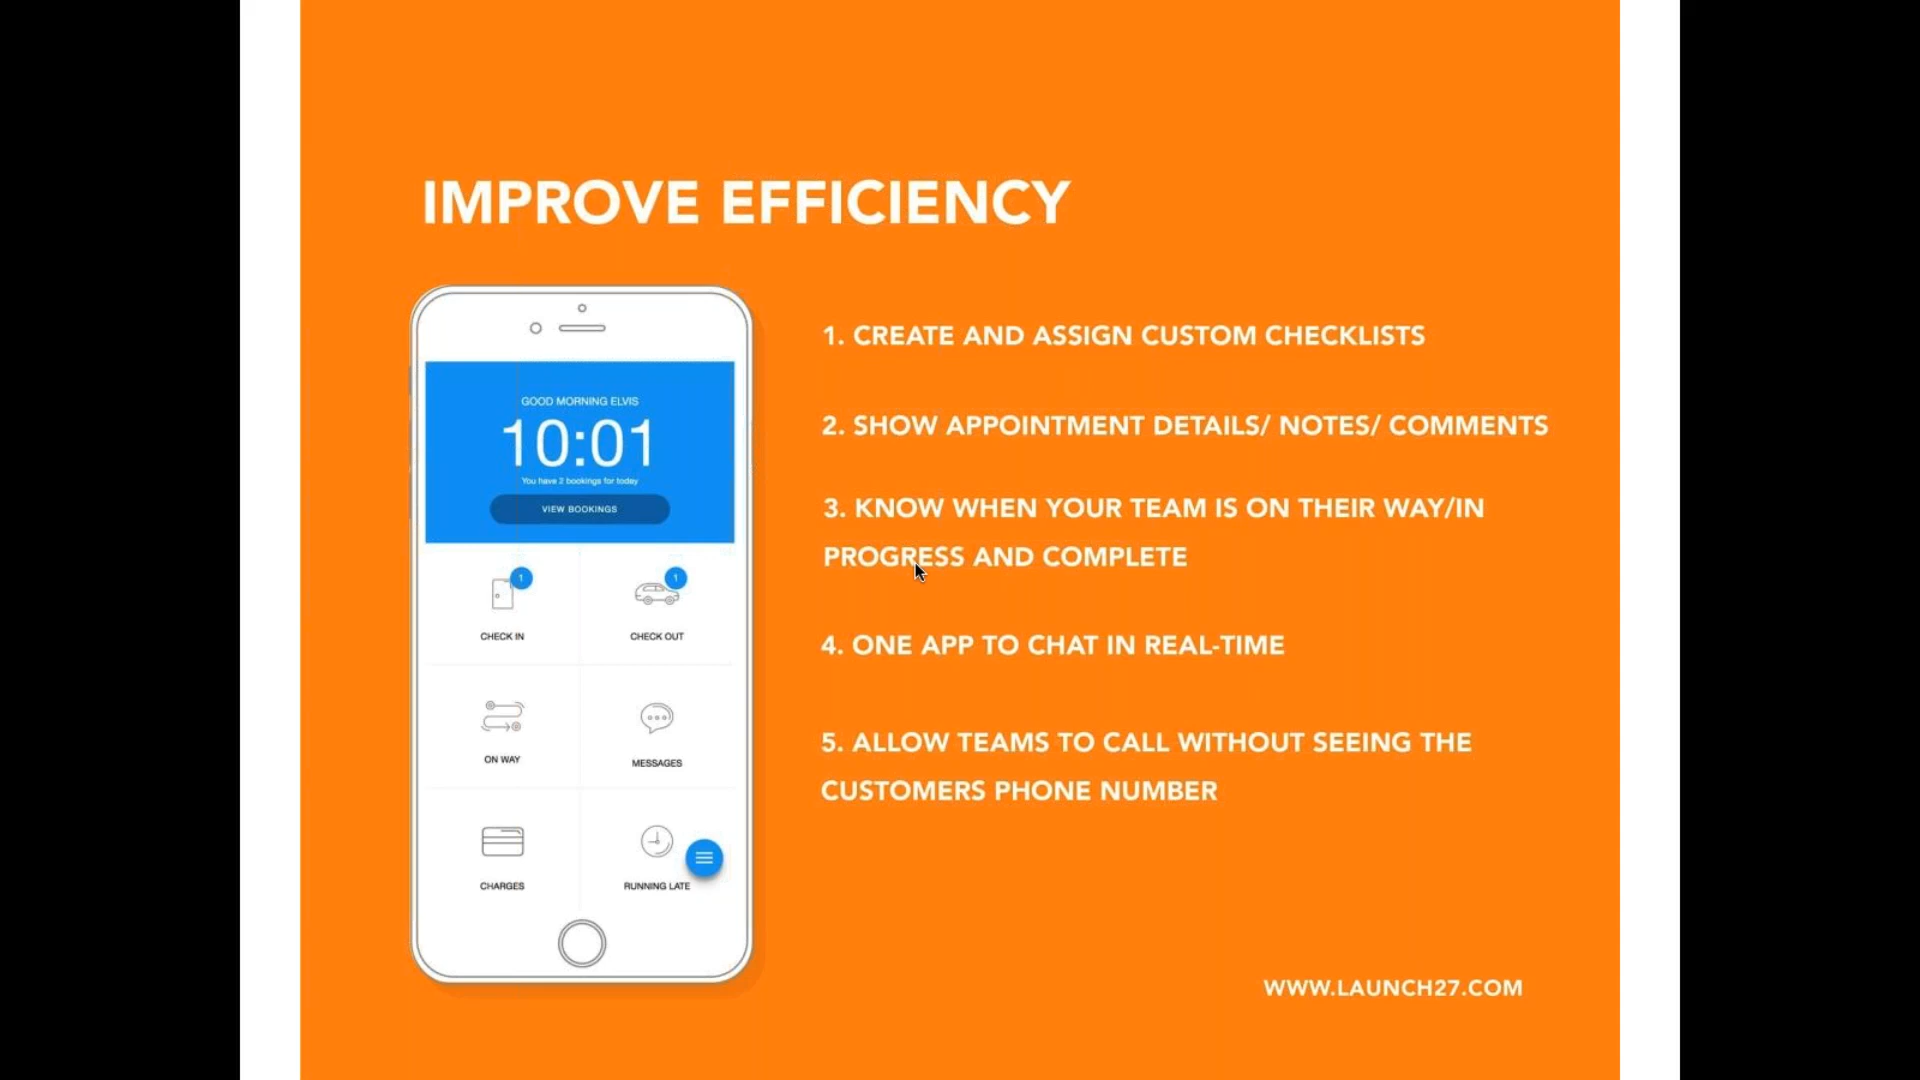 IMPROVE EFFICIENCY
GOOD MORNING ELVIS
10:01
You have 2 bookings for today
VIEW BOOKINGS
1
CHECK IN
1
CHECK OUT
ON WAY
MESSAGES
CHARGES
RUNNING LATE
1. CREATE AND ASSIGN CUSTOM CHECKLISTS
2. SHOW APPOINTMENT DETAILS/ NOTES/ COMMENTS
3. KNOW WHEN YOUR TEAM IS ON THEIR WAY/IN
PROGRESS AND COMPLETE
4. ONE APP TO CHAT IN REAL-TIME
5. ALLOW TEAMS TO CALL WITHOUT SEEING THE
CUSTOMERS PHONE NUMBER
WWW.LAUNCH27.COM